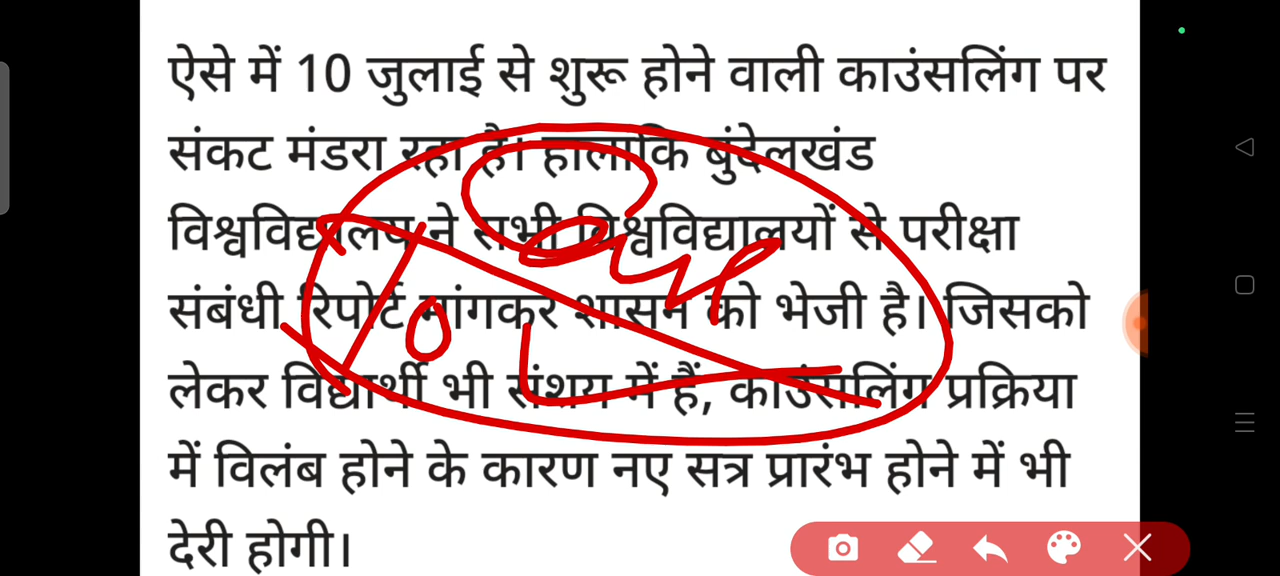 ऐसे में 10 जुलाई से शुरू होने वाली काउंसलिंग पर
संकट मंडरा रहा है। हालांकि बुंदेलखंड
विश्वविद्यालय ने सभी विश्वविद्यालयों से परीक्षा
संबंधी रिपोर्ट मांगकर शासन को भेजी है। जिसको
लेकर विद्यार्थी भी संशय में हैं, काउंसलिंग प्रक्रिया
में विलंब होने के कारण नए सत्र प्रारंभ होने में भी
देरी होगी।